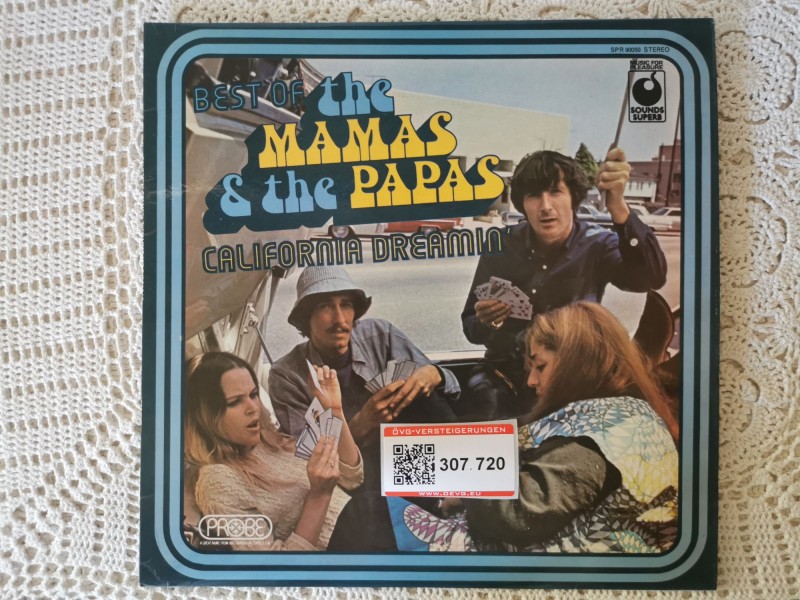 SPR 90050 STEREO
MUSIC FOR
PLEASURE
SOUNDS
SUPERB
BEST OF the
MAMAS
& the PAPAS
CALIFORNIA DREAMIN'
ÖVG-VERSTEIGERUNGEN
307.720
WWW.OEVG.EU
PROBE